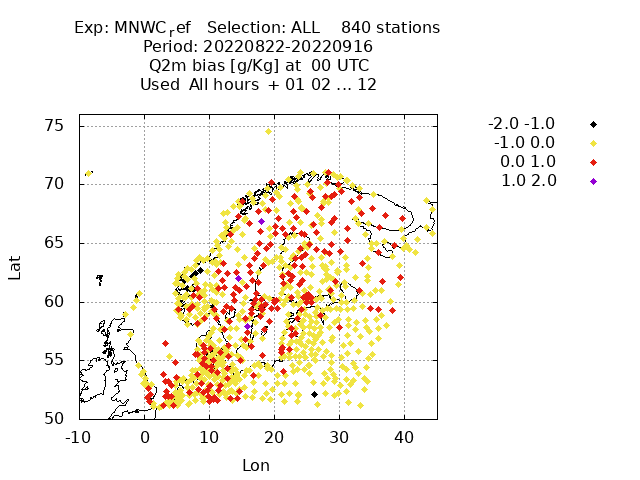 Exp: MNWC_ref   Selection: ALL    840 stations
Period: 20220822-20220916
Q2m bias [g/Kg] at  00 UTC
Used  All hours  + 01 02 ... 12
-2.0 -1.0
-1.0 0.0
0.0 1.0
1.0 2.0
75
70
65
60
55
50
Lat
-10 0 10 20 30 40
Lon